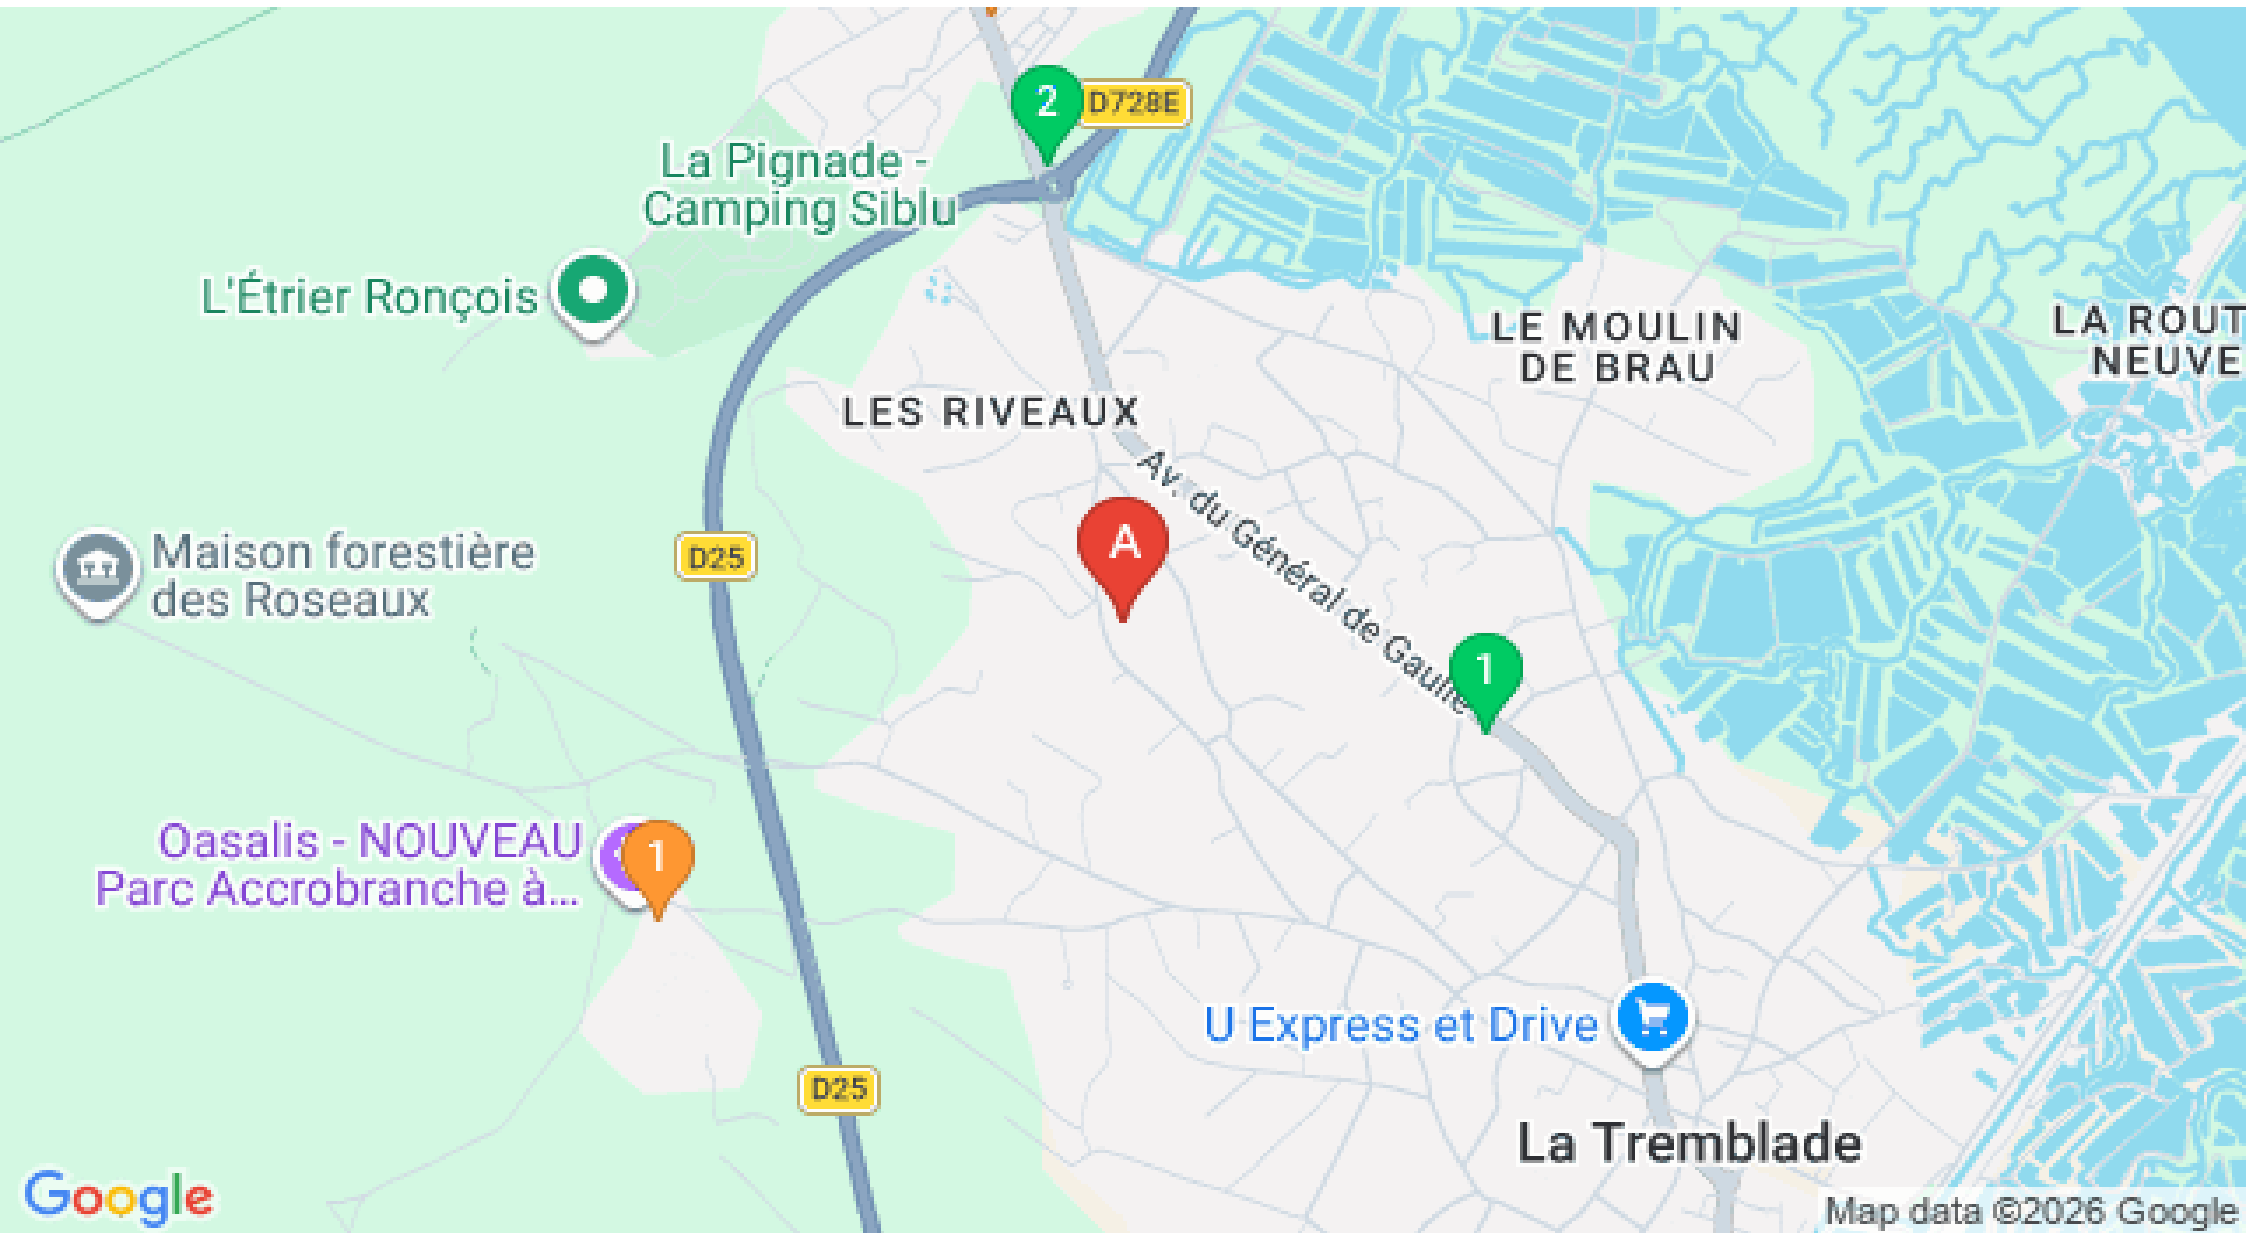 2
D728E
La Pignade -
Camping Siblu
L'Étrier Ronçois
LE MOULIN
DE BRAU
LA ROUT
NEUVE
LES RIVEAUX
Av. du Général de Gaulle
A
D25
Maison forestière
des Roseaux
1
Oasalis - NOUVEAU
Parc Accrobranche à...
1
U Express et Drive
D25
La Tremblade
Google
Map data ©2026 Google